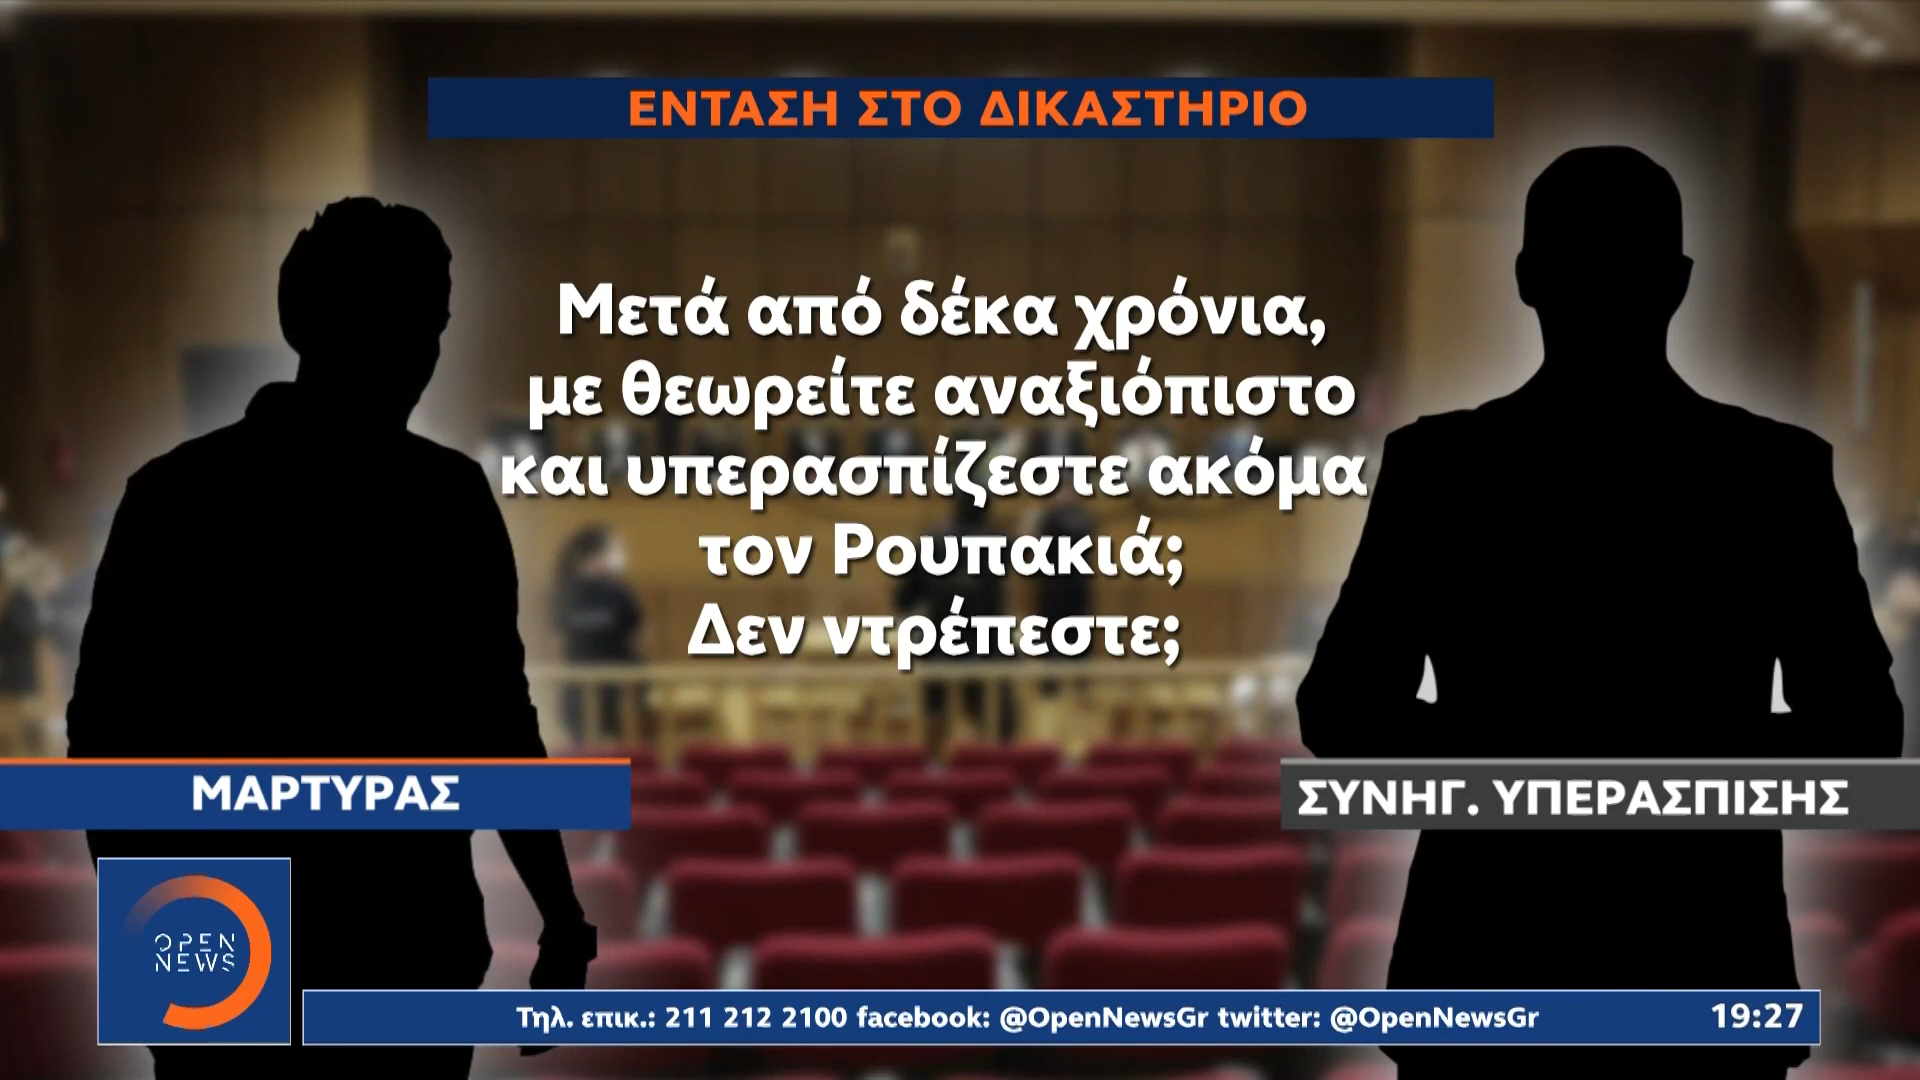 ΕΝΤΑΣΗ ΣΤΟ ΔΙΚΑΣΤΗΡΙΟ
Μετά από δέκα χρόνια,
με θεωρείτε αναξιόπιστο
και υπερασπίζεστε ακόμα
τον Ρουπακιά;
Δεν ντρέπεστε;
ΜΑΡΤΥΡΑΣ
ΣΥΝΗΓ. ΥΠΕΡΑΣΠΙΣΗΣ
OPEN
NEWS
Τηλ. επικ.: 211 212 2100 facebook: @OpenNewsGr twitter: @OpenNewsGr 19:27